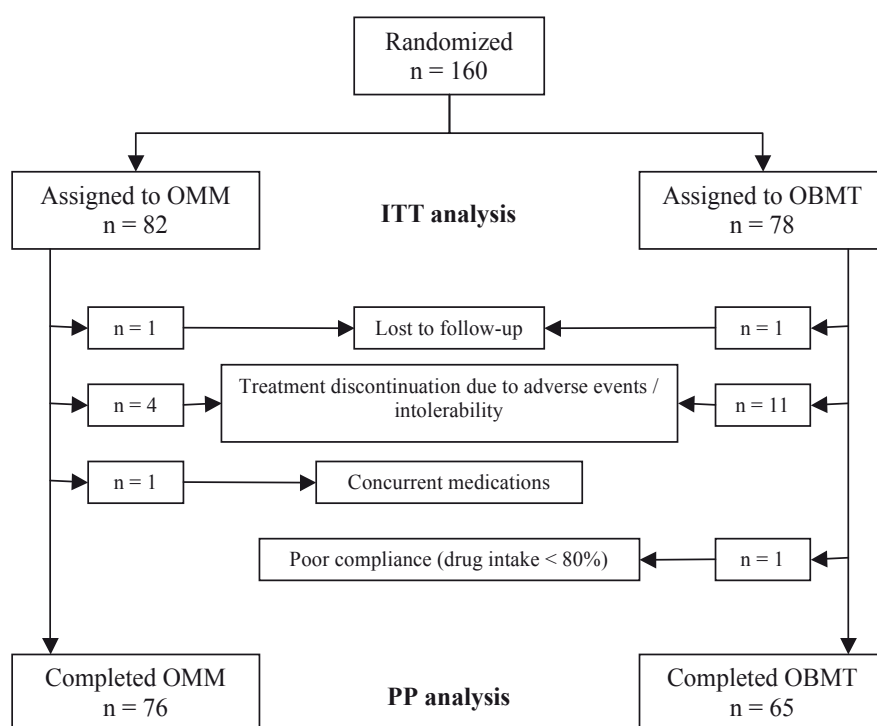 Randomized
n = 160
Assigned to OMM
n = 82
ITT analysis
Assigned to OBMT
n = 78
n = 1
Lost to follow-up
n = 1
n = 4
Treatment discontinuation due to adverse events /
intolerability
n = 11
n = 1
Concurrent medications
Poor compliance (drug intake < 80%)
n = 1
Completed OMM
n = 76
PP analysis
Completed OBMT
n = 65